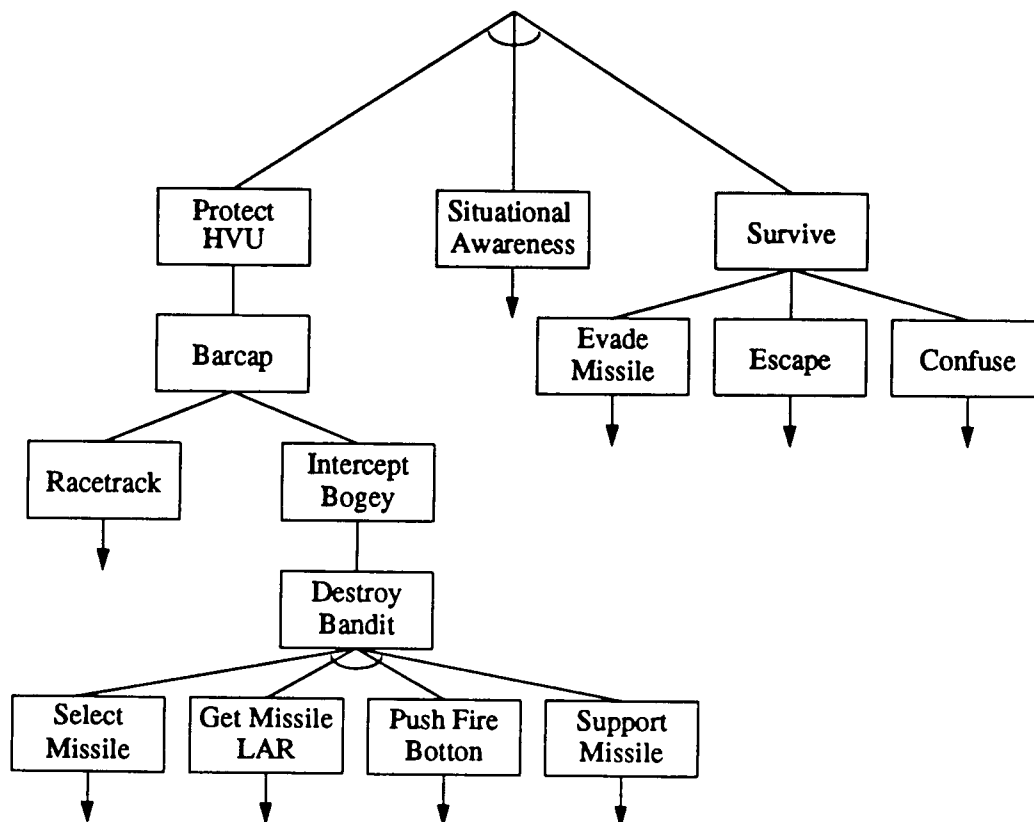 Protect
HVU
Situational
Awareness
Survive
Barcap
Evade
Missile
Escape
Confuse
Racetrack
Intercept
Bogey
Destroy
Bandit
Select
Missile
Get Missile
LAR
Push Fire
Botton
Support
Missile